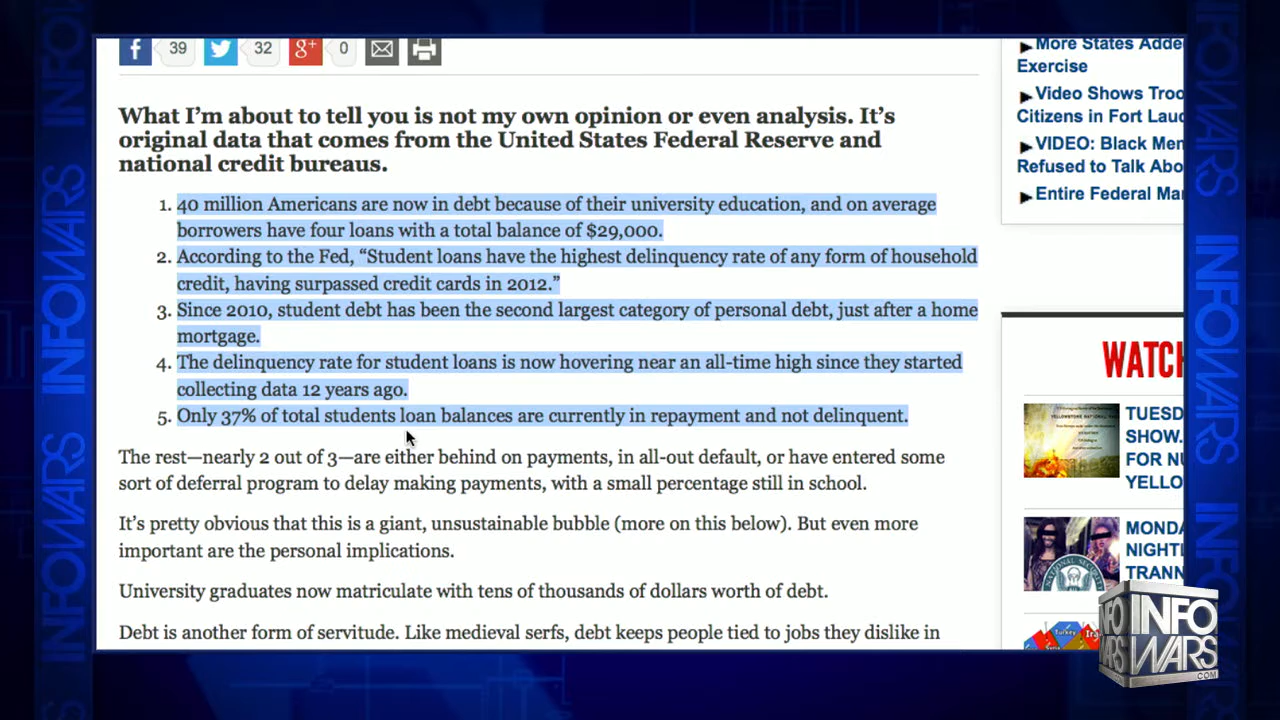 39
32
0
What I'm about to tell you is not my own opinion or even analysis. It's
original data that comes from the United States Federal Reserve and
national credit bureaus.
1. 40 million Americans are now in debt because of their university education, and on average
borrowers have four loans with a total balance of $29,000.
2. According to the Fed, “Student loans have the highest delinquency rate of any form of household
credit, having surpassed credit cards in 2012.”
3. Since 2010, student debt has been the second largest category of personal debt, just after a home
mortgage.
4. The delinquency rate for student loans is now hovering near an all-time high since they started
collecting data 12 years ago.
5. Only 37% of total students loan balances are currently in repayment and not delinquent.
The rest—nearly 2 out of 3—are either behind on payments, in all-out default, or have entered some
sort of deferral program to delay making payments, with a small percentage still in school.
It's pretty obvious that this is a giant, unsustainable bubble (more on this below). But even more
important are the personal implications.
University graduates now matriculate with tens of thousands of dollars worth of debt.
Debt is another form of servitude. Like medieval serfs, debt keeps people tied to jobs they dislike in
More States Adde
Exercise
Video Shows Troo
Citizens in Fort Laud
VIDEO: Black Men
Refused to Talk Abo
Entire Federal Mar
WATCH
TUESD
SHOW.
FOR NU
YELLO
MONDA
NIGHTL
TRANN
Turkey
INFOWARS
INFOWARS
INFOWARS
INFOWARS
INFO
WARS
INFO
WARS
.COM